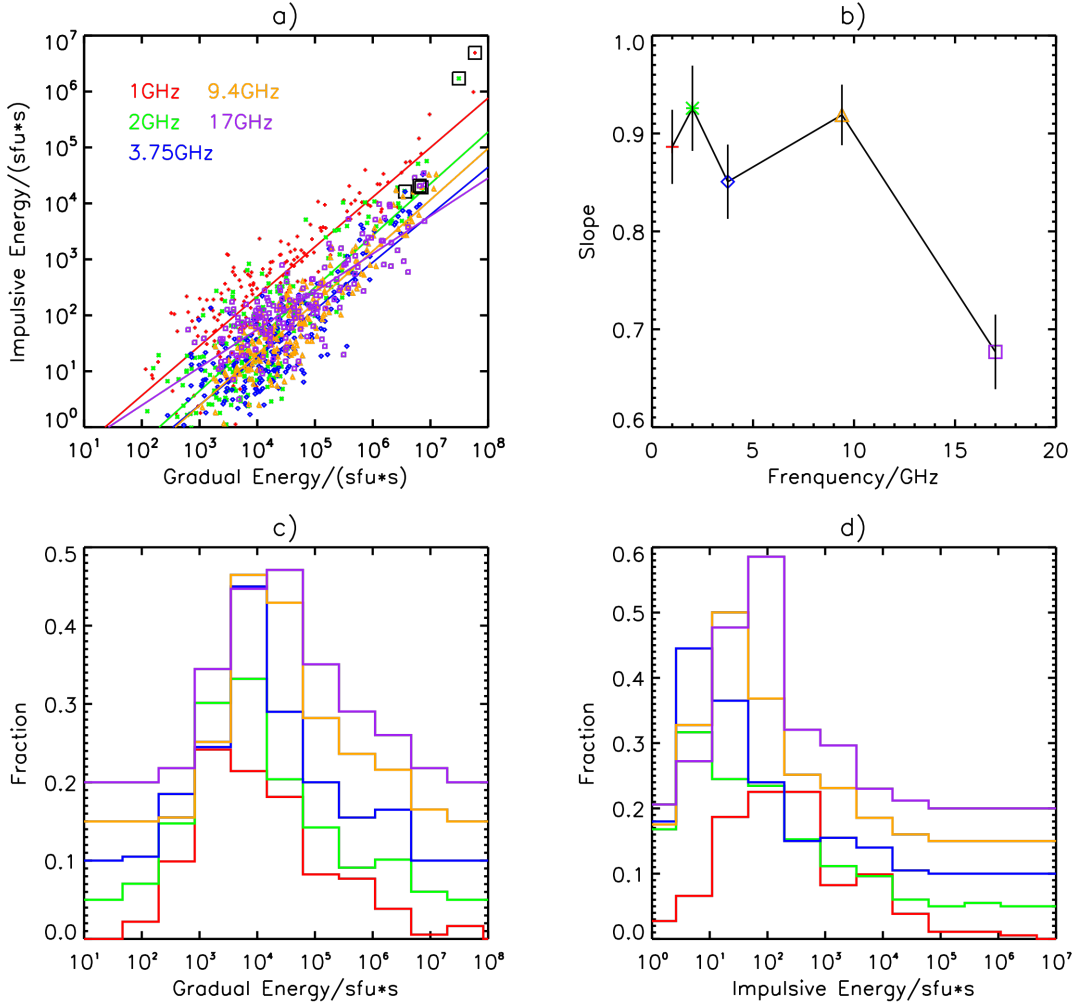 a)
10^7
10^6
10^5
10^4
10^3
10^2
10^1
10^0
Impulsive Energy/(sfu*s)
1GHz 9.4GHz
2GHz 17GHz
3.75GHz
10^1 10^2 10^3 10^4 10^5 10^6 10^7 10^8
Gradual Energy/(sfu*s)
b)
1.0
0.9
0.8
0.7
0.6
Slope
0 5 10 15 20
Frenquency/GHz
c)
0.5
0.4
0.3
0.2
0.1
0.0
Fraction
10^1 10^2 10^3 10^4 10^5 10^6 10^7 10^8
Gradual Energy/sfu*s
d)
0.6
0.5
0.4
0.3
0.2
0.1
0.0
Fraction
10^0 10^1 10^2 10^3 10^4 10^5 10^6 10^7
Impulsive Energy/sfu*s